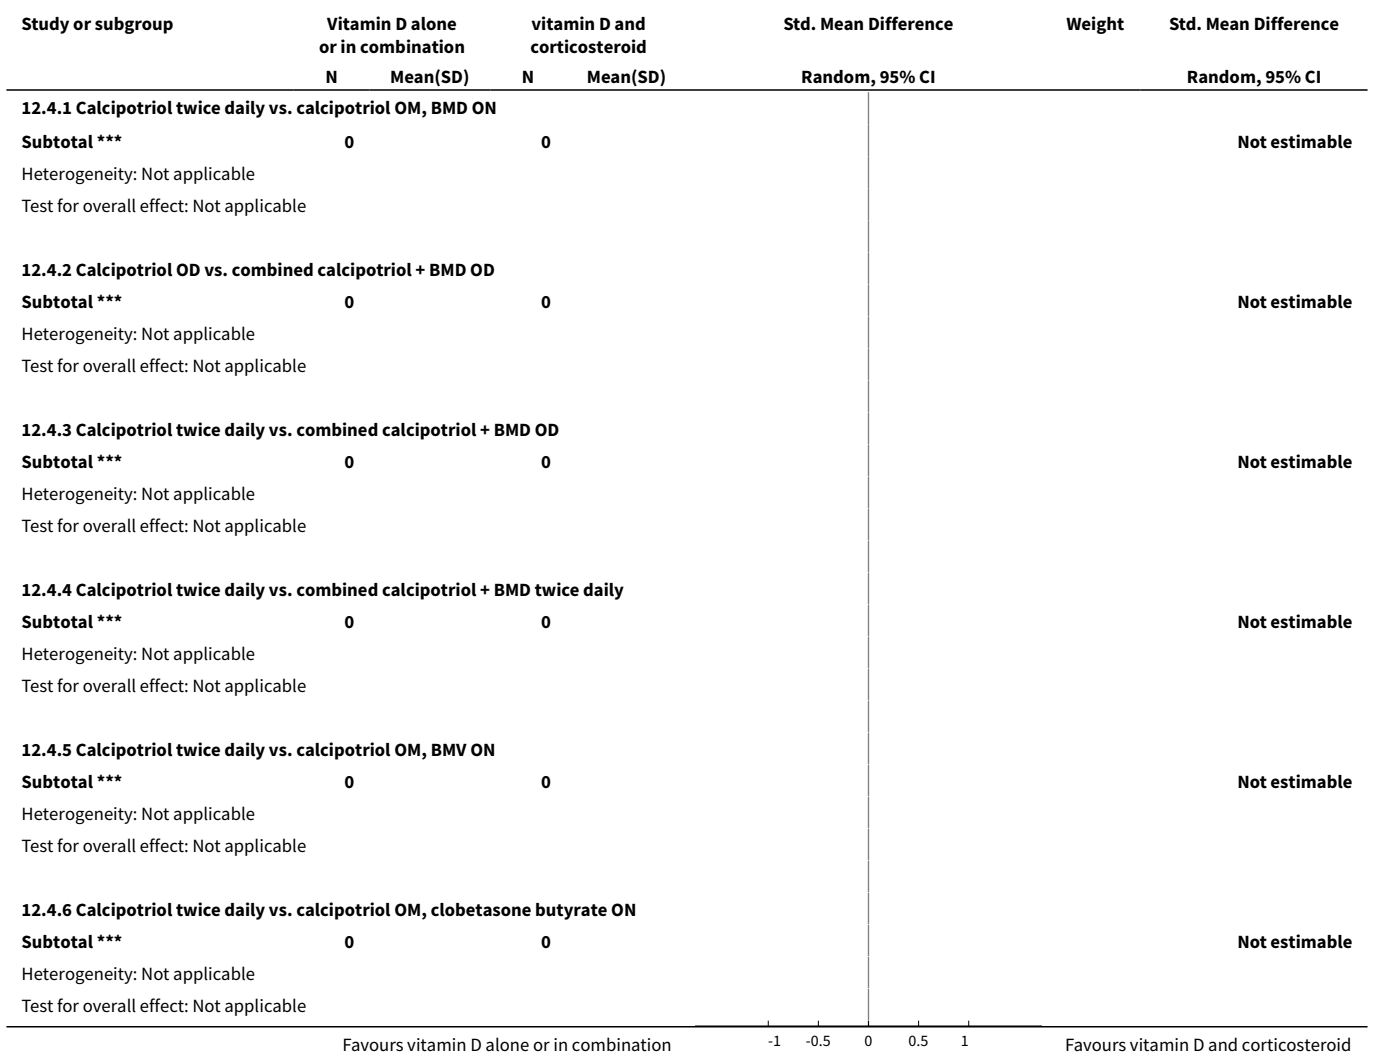 Study or subgroup Vitamin D alone or in combination vitamin D and corticosteroid Std. Mean Difference Weight Std. Mean Difference
N Mean(SD) N Mean(SD) Random, 95% CI Random, 95% CI
12.4.1 Calcipotriol twice daily vs. calcipotriol OM, BMD ON
Subtotal *** 0 0 Not estimable
Heterogeneity: Not applicable
Test for overall effect: Not applicable
12.4.2 Calcipotriol OD vs. combined calcipotriol + BMD OD
Subtotal *** 0 0 Not estimable
Heterogeneity: Not applicable
Test for overall effect: Not applicable
12.4.3 Calcipotriol twice daily vs. combined calcipotriol + BMD OD
Subtotal *** 0 0 Not estimable
Heterogeneity: Not applicable
Test for overall effect: Not applicable
12.4.4 Calcipotriol twice daily vs. combined calcipotriol + BMD twice daily
Subtotal *** 0 0 Not estimable
Heterogeneity: Not applicable
Test for overall effect: Not applicable
12.4.5 Calcipotriol twice daily vs. calcipotriol OM, BMV ON
Subtotal *** 0 0 Not estimable
Heterogeneity: Not applicable
Test for overall effect: Not applicable
12.4.6 Calcipotriol twice daily vs. calcipotriol OM, clobetasone butyrate ON
Subtotal *** 0 0 Not estimable
Heterogeneity: Not applicable
Test for overall effect: Not applicable
Favours vitamin D alone or in combination -1 -0.5 0 0.5 1 Favours vitamin D and corticosteroid